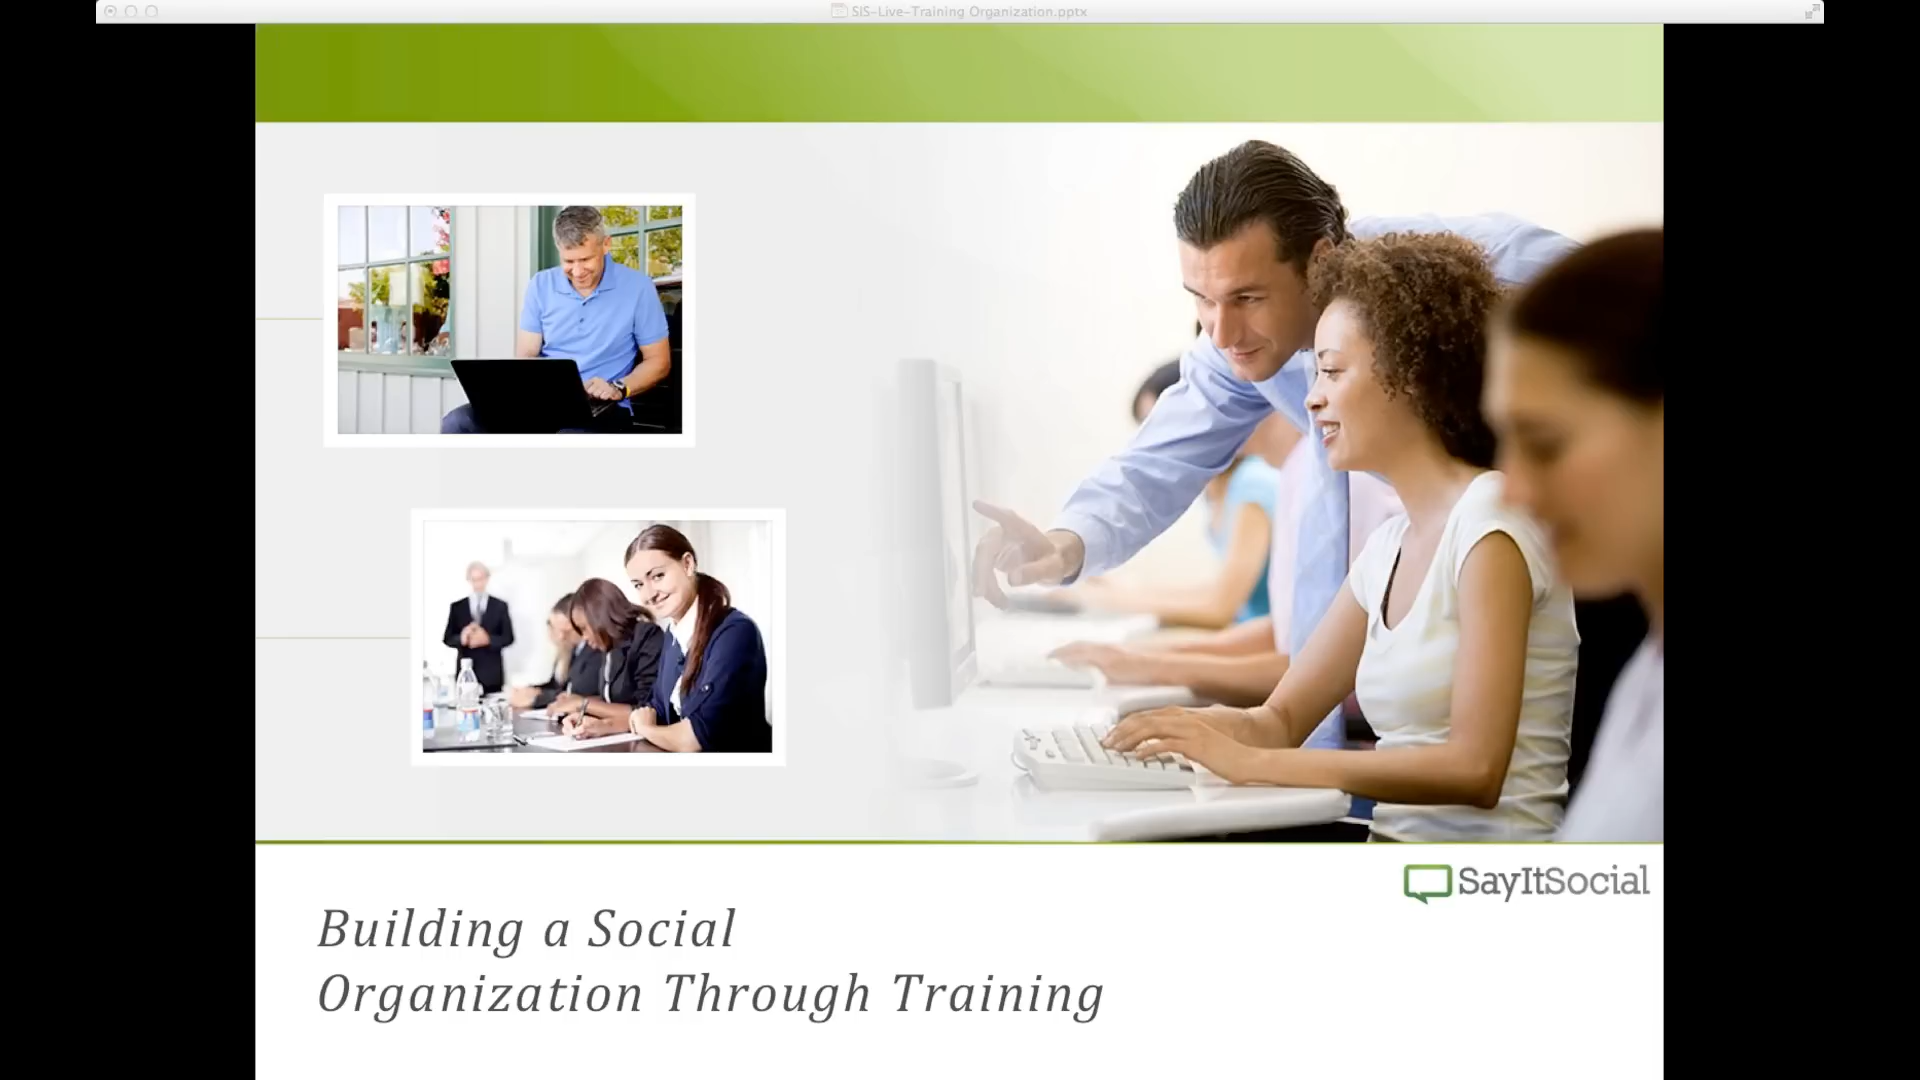 SIS-Live-Training Organization.pptx
SayItSocial
Building a Social
Organization Through Training